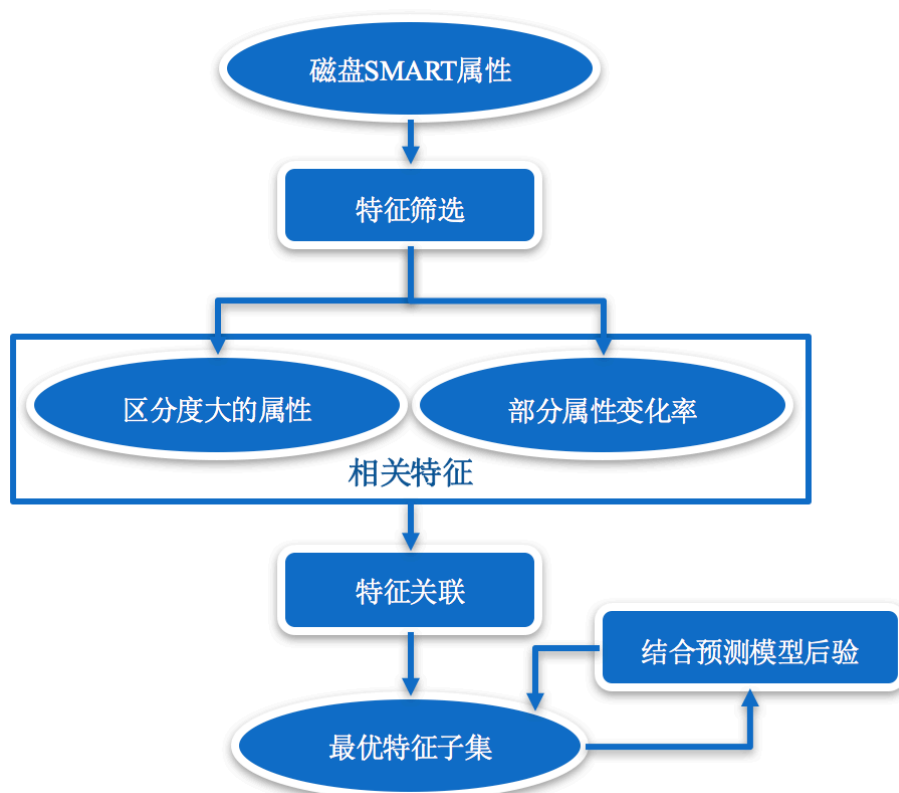 磁盘SMART属性
特征筛选
区分度大的属性
部分属性变化率
相关特征
特征关联
结合预测模型后验
最优特征子集